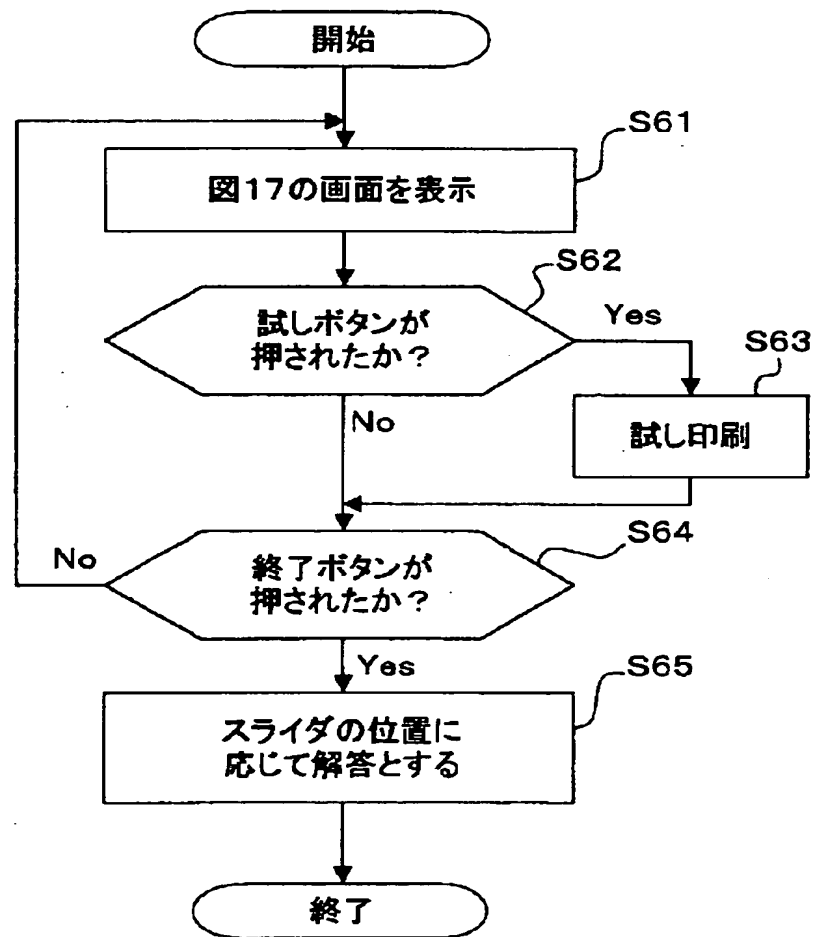 開始
S61
図17の画面を表示
S62
試しボタンが
押されたか?
Yes
S63
No
試し印刷
S64
No
終了ボタンが
押されたか?
Yes
S65
スライダの位置に
応じて解答とする
終了